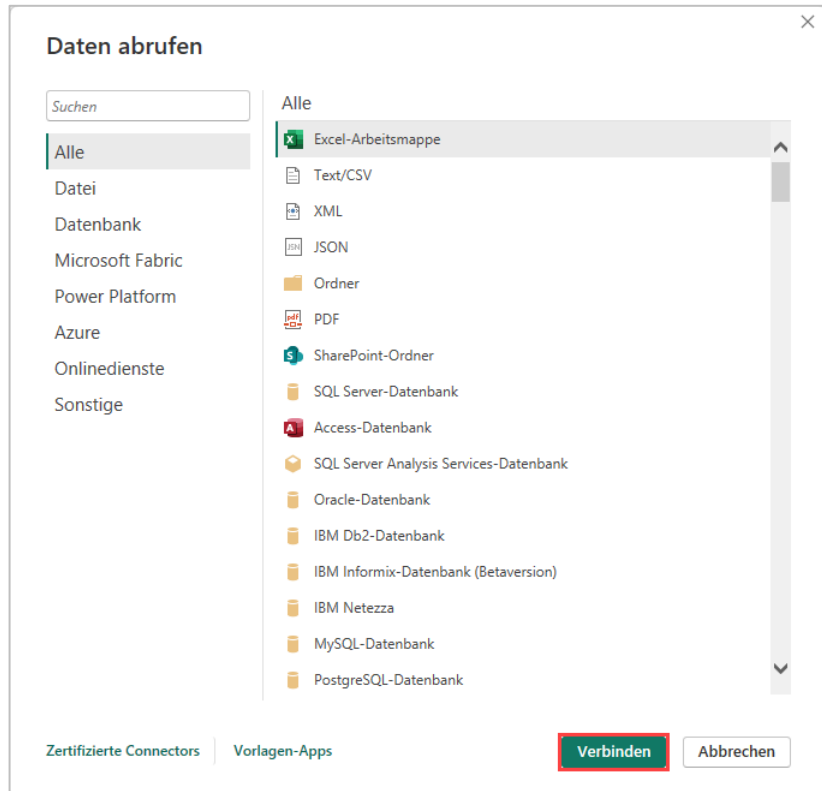 Daten abrufen
Suchen
Alle
Datei
Datenbank
Microsoft Fabric
Power Platform
Azure
Onlinedienste
Sonstige
Alle
Excel-Arbeitsmappe
Text/CSV
XML
JSON
Ordner
PDF
SharePoint-Ordner
SQL Server-Datenbank
Access-Datenbank
SQL Server Analysis Services-Datenbank
Oracle-Datenbank
IBM Db2-Datenbank
IBM Informix-Datenbank (Betaversion)
IBM Netezza
MySQL-Datenbank
PostgreSQL-Datenbank
Zertifizierte Connectors
Vorlagen-Apps
Verbinden
Abbrechen